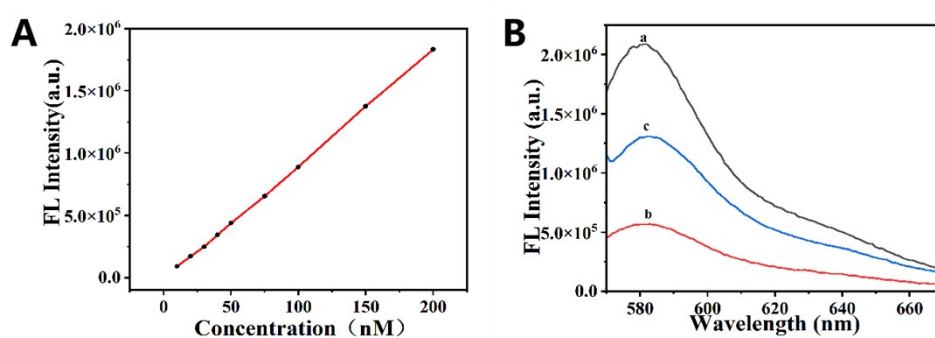 A
FL Intensity(a.u.)
2.0×10⁶
1.5×10⁶
1.0×10⁶
5.0×10⁵
0.0
0 50 100 150 200
Concentration（nM）
B
FL Intensity (a.u.)
2.0×10⁶
1.5×10⁶
1.0×10⁶
5.0×10⁵
0.0
a
c
b
580 600 620 640 660
Wavelength (nm)